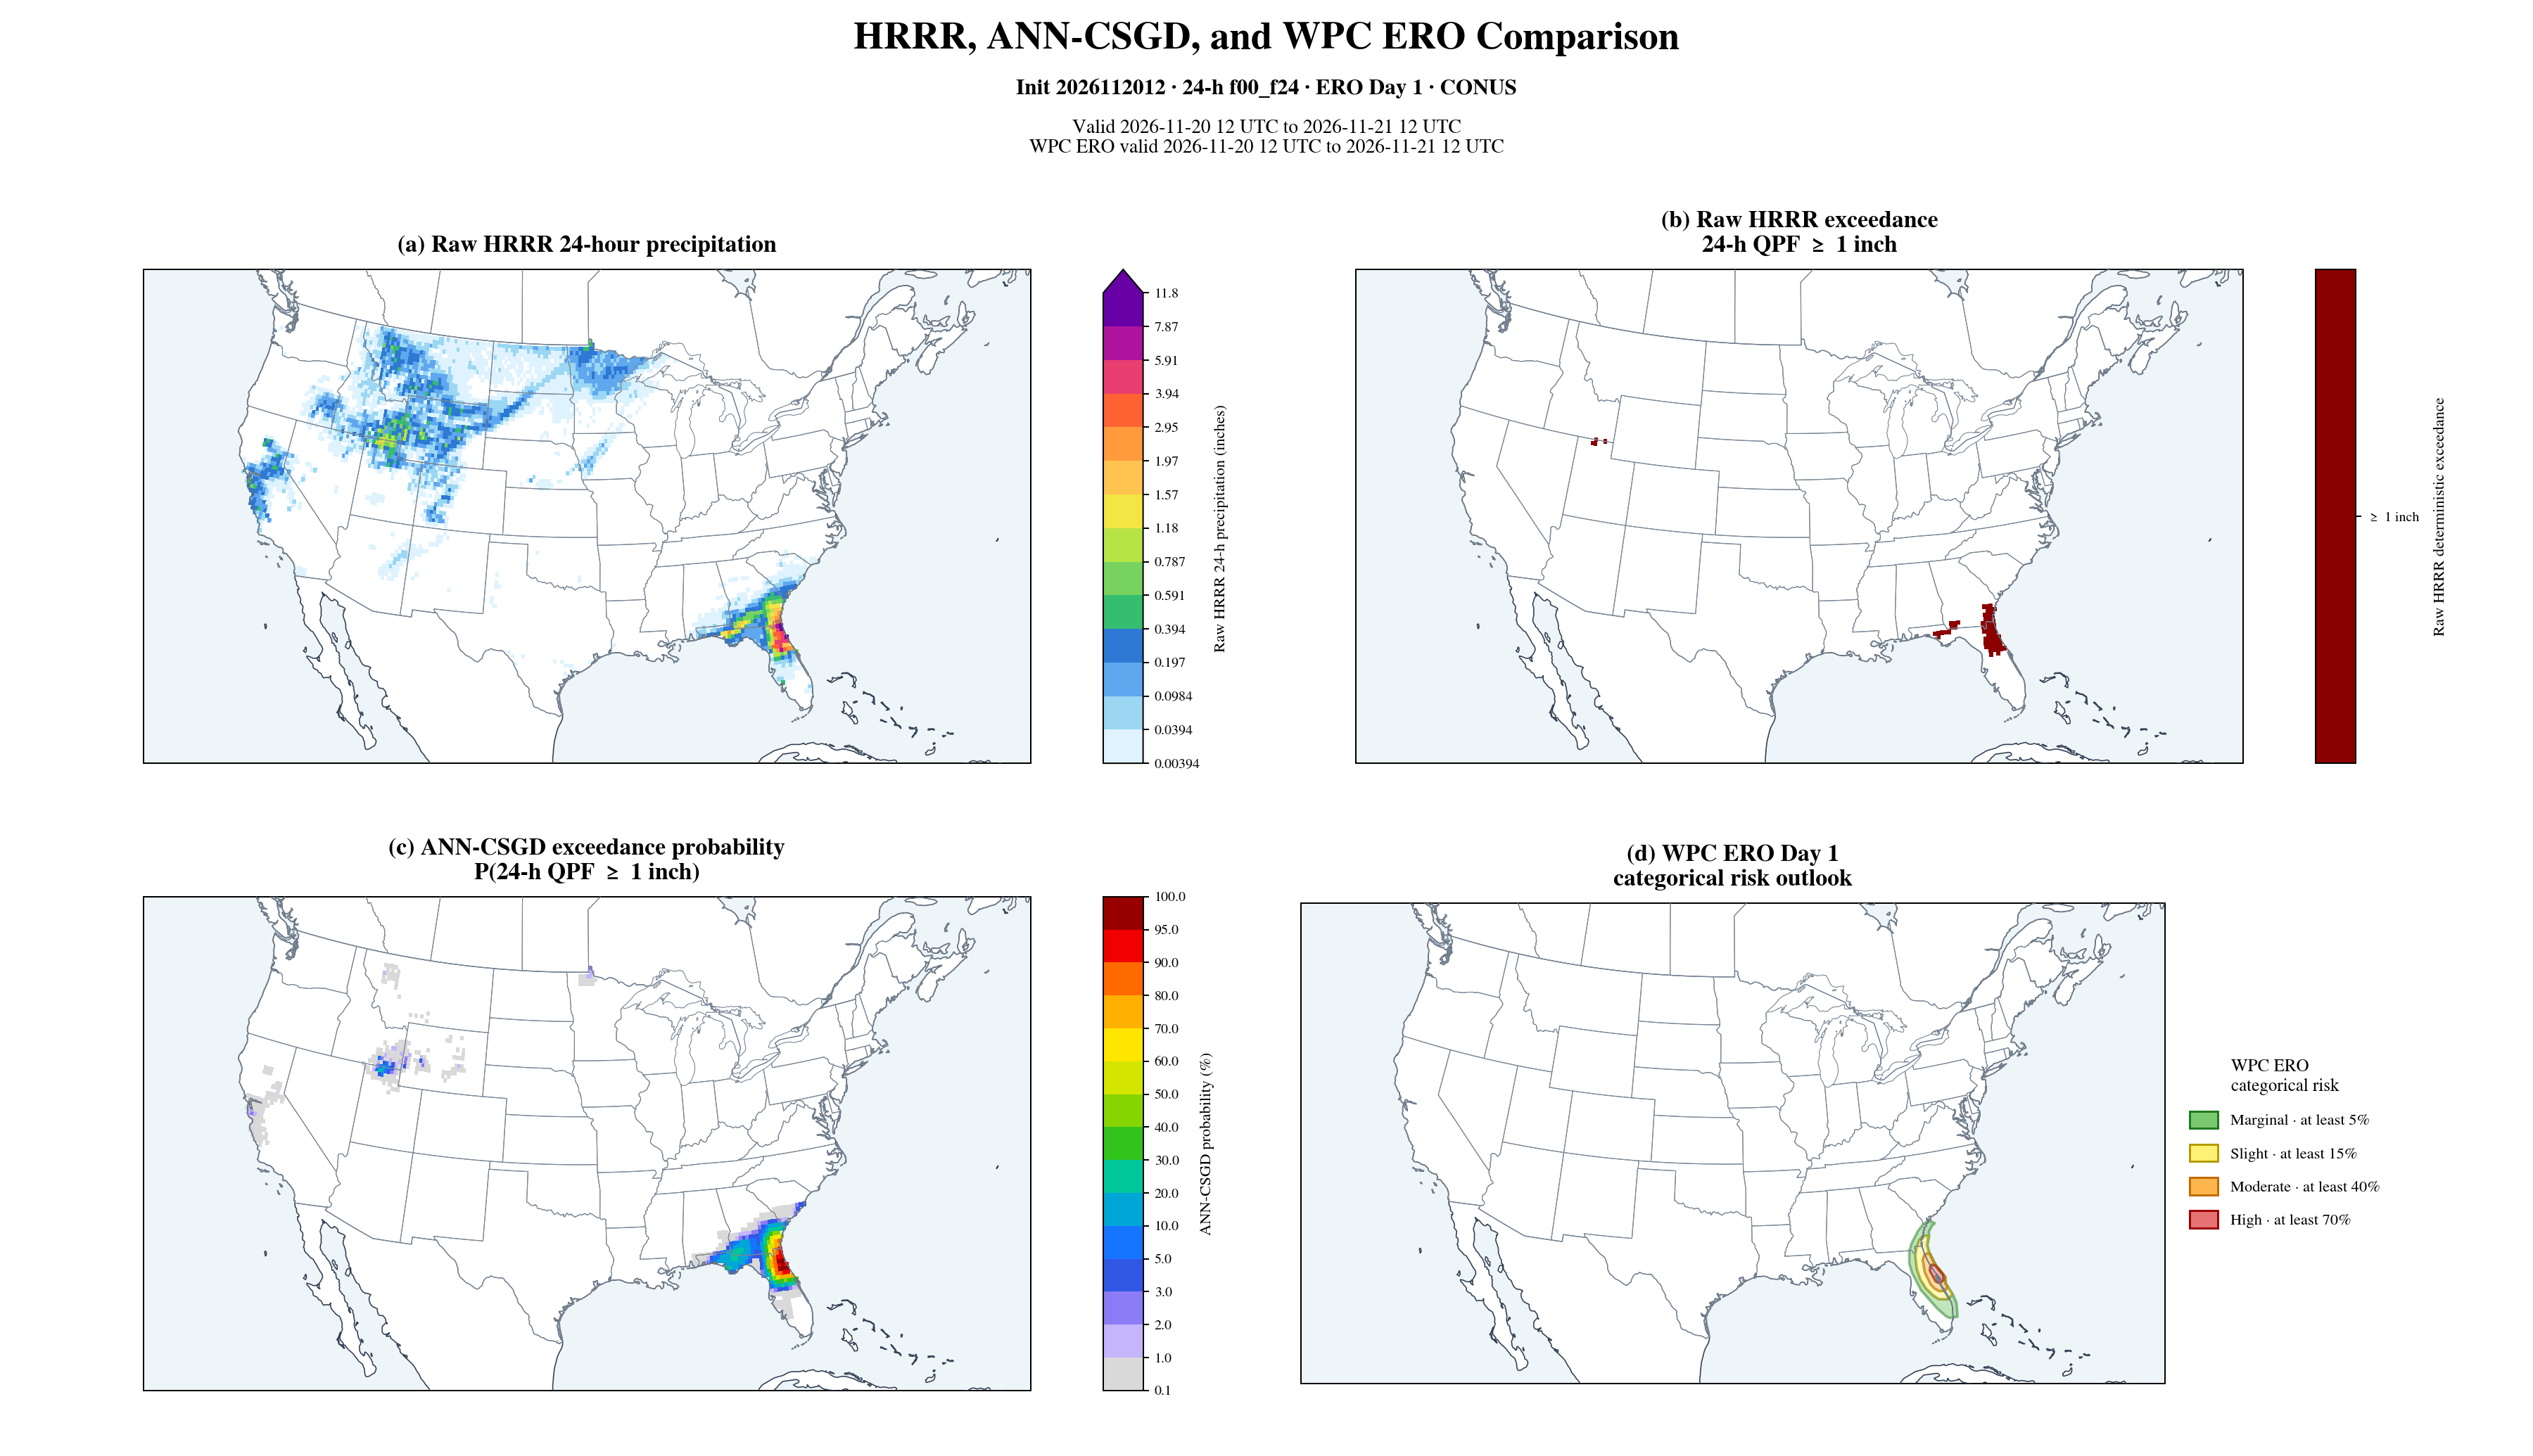 HRRR, ANN-CSGD, and WPC ERO Comparison
Init 2026112012 · 24-h f00_f24 · ERO Day 1 · CONUS
Valid 2026-11-20 12 UTC to 2026-11-21 12 UTC
WPC ERO valid 2026-11-20 12 UTC to 2026-11-21 12 UTC
(a) Raw HRRR 24-hour precipitation
11.8
7.87
5.91
3.94
2.95
1.97
1.57
1.18
0.787
0.591
0.394
0.197
0.0984
0.0394
0.00394
Raw HRRR 24-h precipitation (inches)
(b) Raw HRRR exceedance
24-h QPF ≥ 1 inch
≥ 1 inch
Raw HRRR deterministic exceedance
(c) ANN-CSGD exceedance probability
P(24-h QPF ≥ 1 inch)
100.0
95.0
90.0
80.0
70.0
60.0
50.0
40.0
30.0
20.0
10.0
5.0
3.0
2.0
1.0
0.1
ANN-CSGD probability (%)
(d) WPC ERO Day 1
categorical risk outlook
WPC ERO
categorical risk
Marginal · at least 5%
Slight · at least 15%
Moderate · at least 40%
High · at least 70%